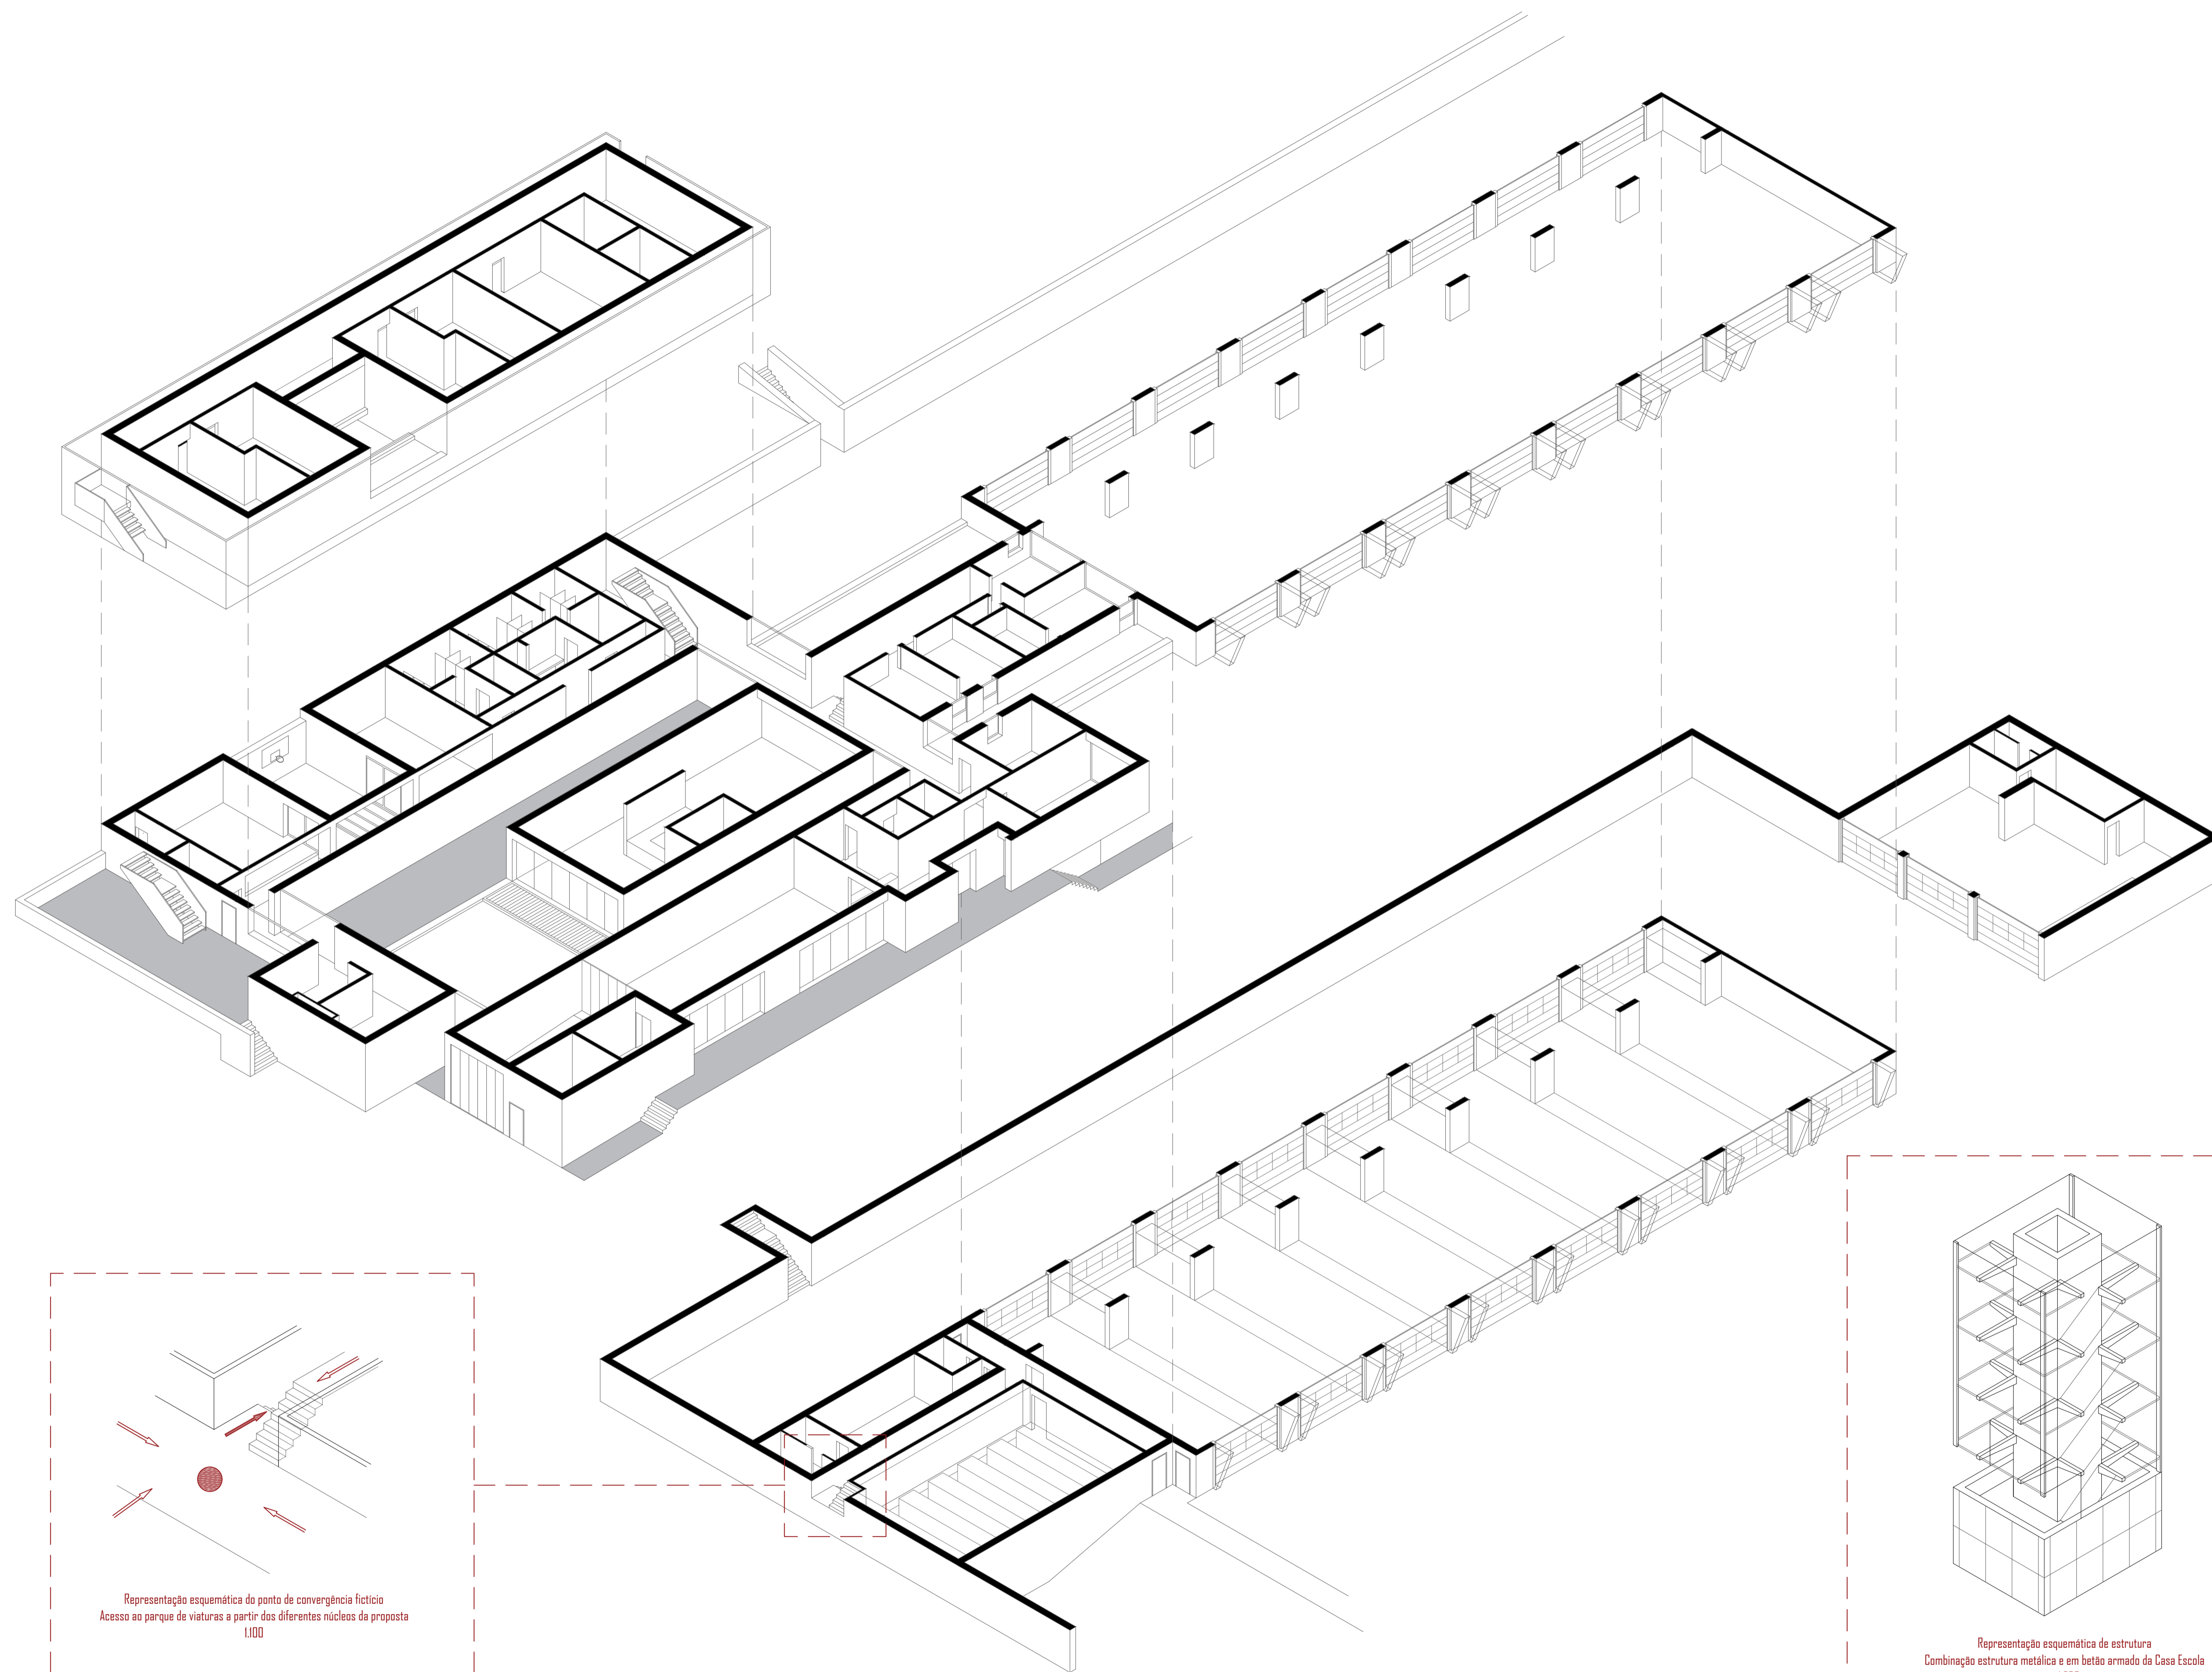 Representação esquemática do ponto de convergência fictício
Acesso ao parque de viaturas a partir dos diferentes núcleos da proposta
1.100
Representação esquemática de estrutura
Combinação estrutura metálica e em betão armado da Casa Escola